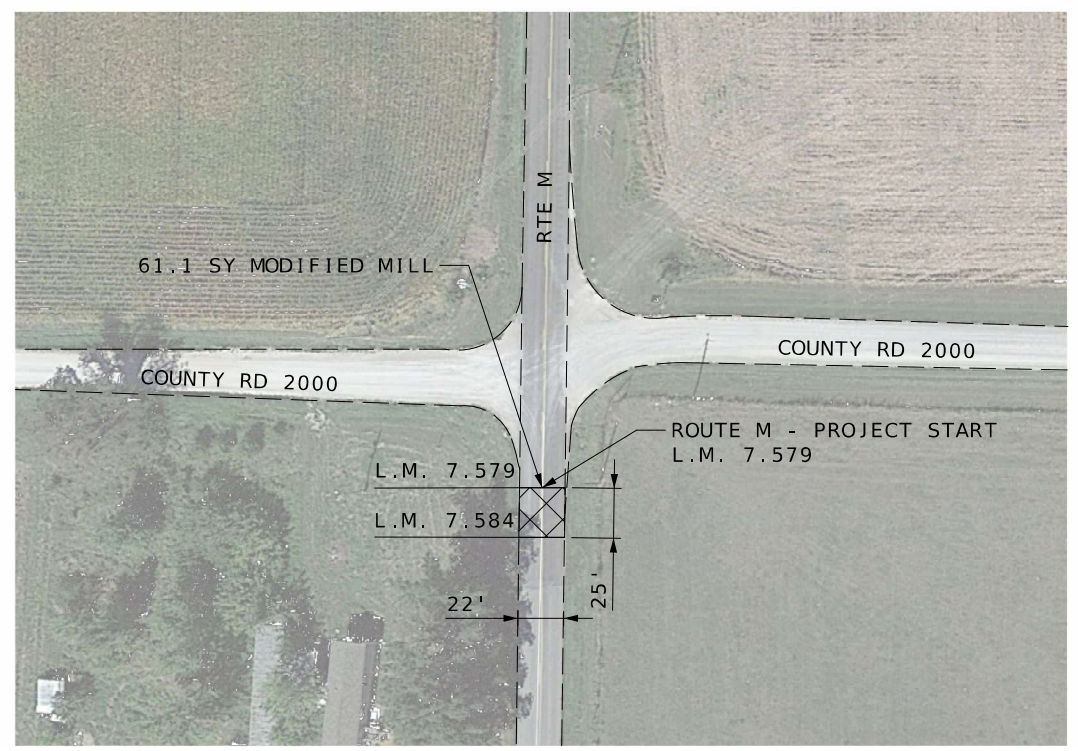 RTE M
61.1 SY MODIFIED MILL
COUNTY RD 2000
COUNTY RD 2000
ROUTE M - PROJECT START
L.M. 7.579
L.M. 7.579
L.M. 7.584
22'
25'